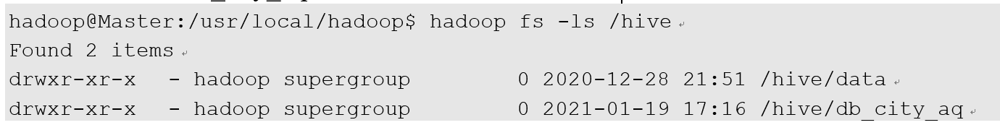 hadoop@Master:/usr/local/hadoop$ hadoop fs -ls /hive
Found 2 items
drwxr-xr-x   - hadoop supergroup          0 2020-12-28 21:51 /hive/data
drwxr-xr-x   - hadoop supergroup          0 2021-01-19 17:16 /hive/db_city_aq